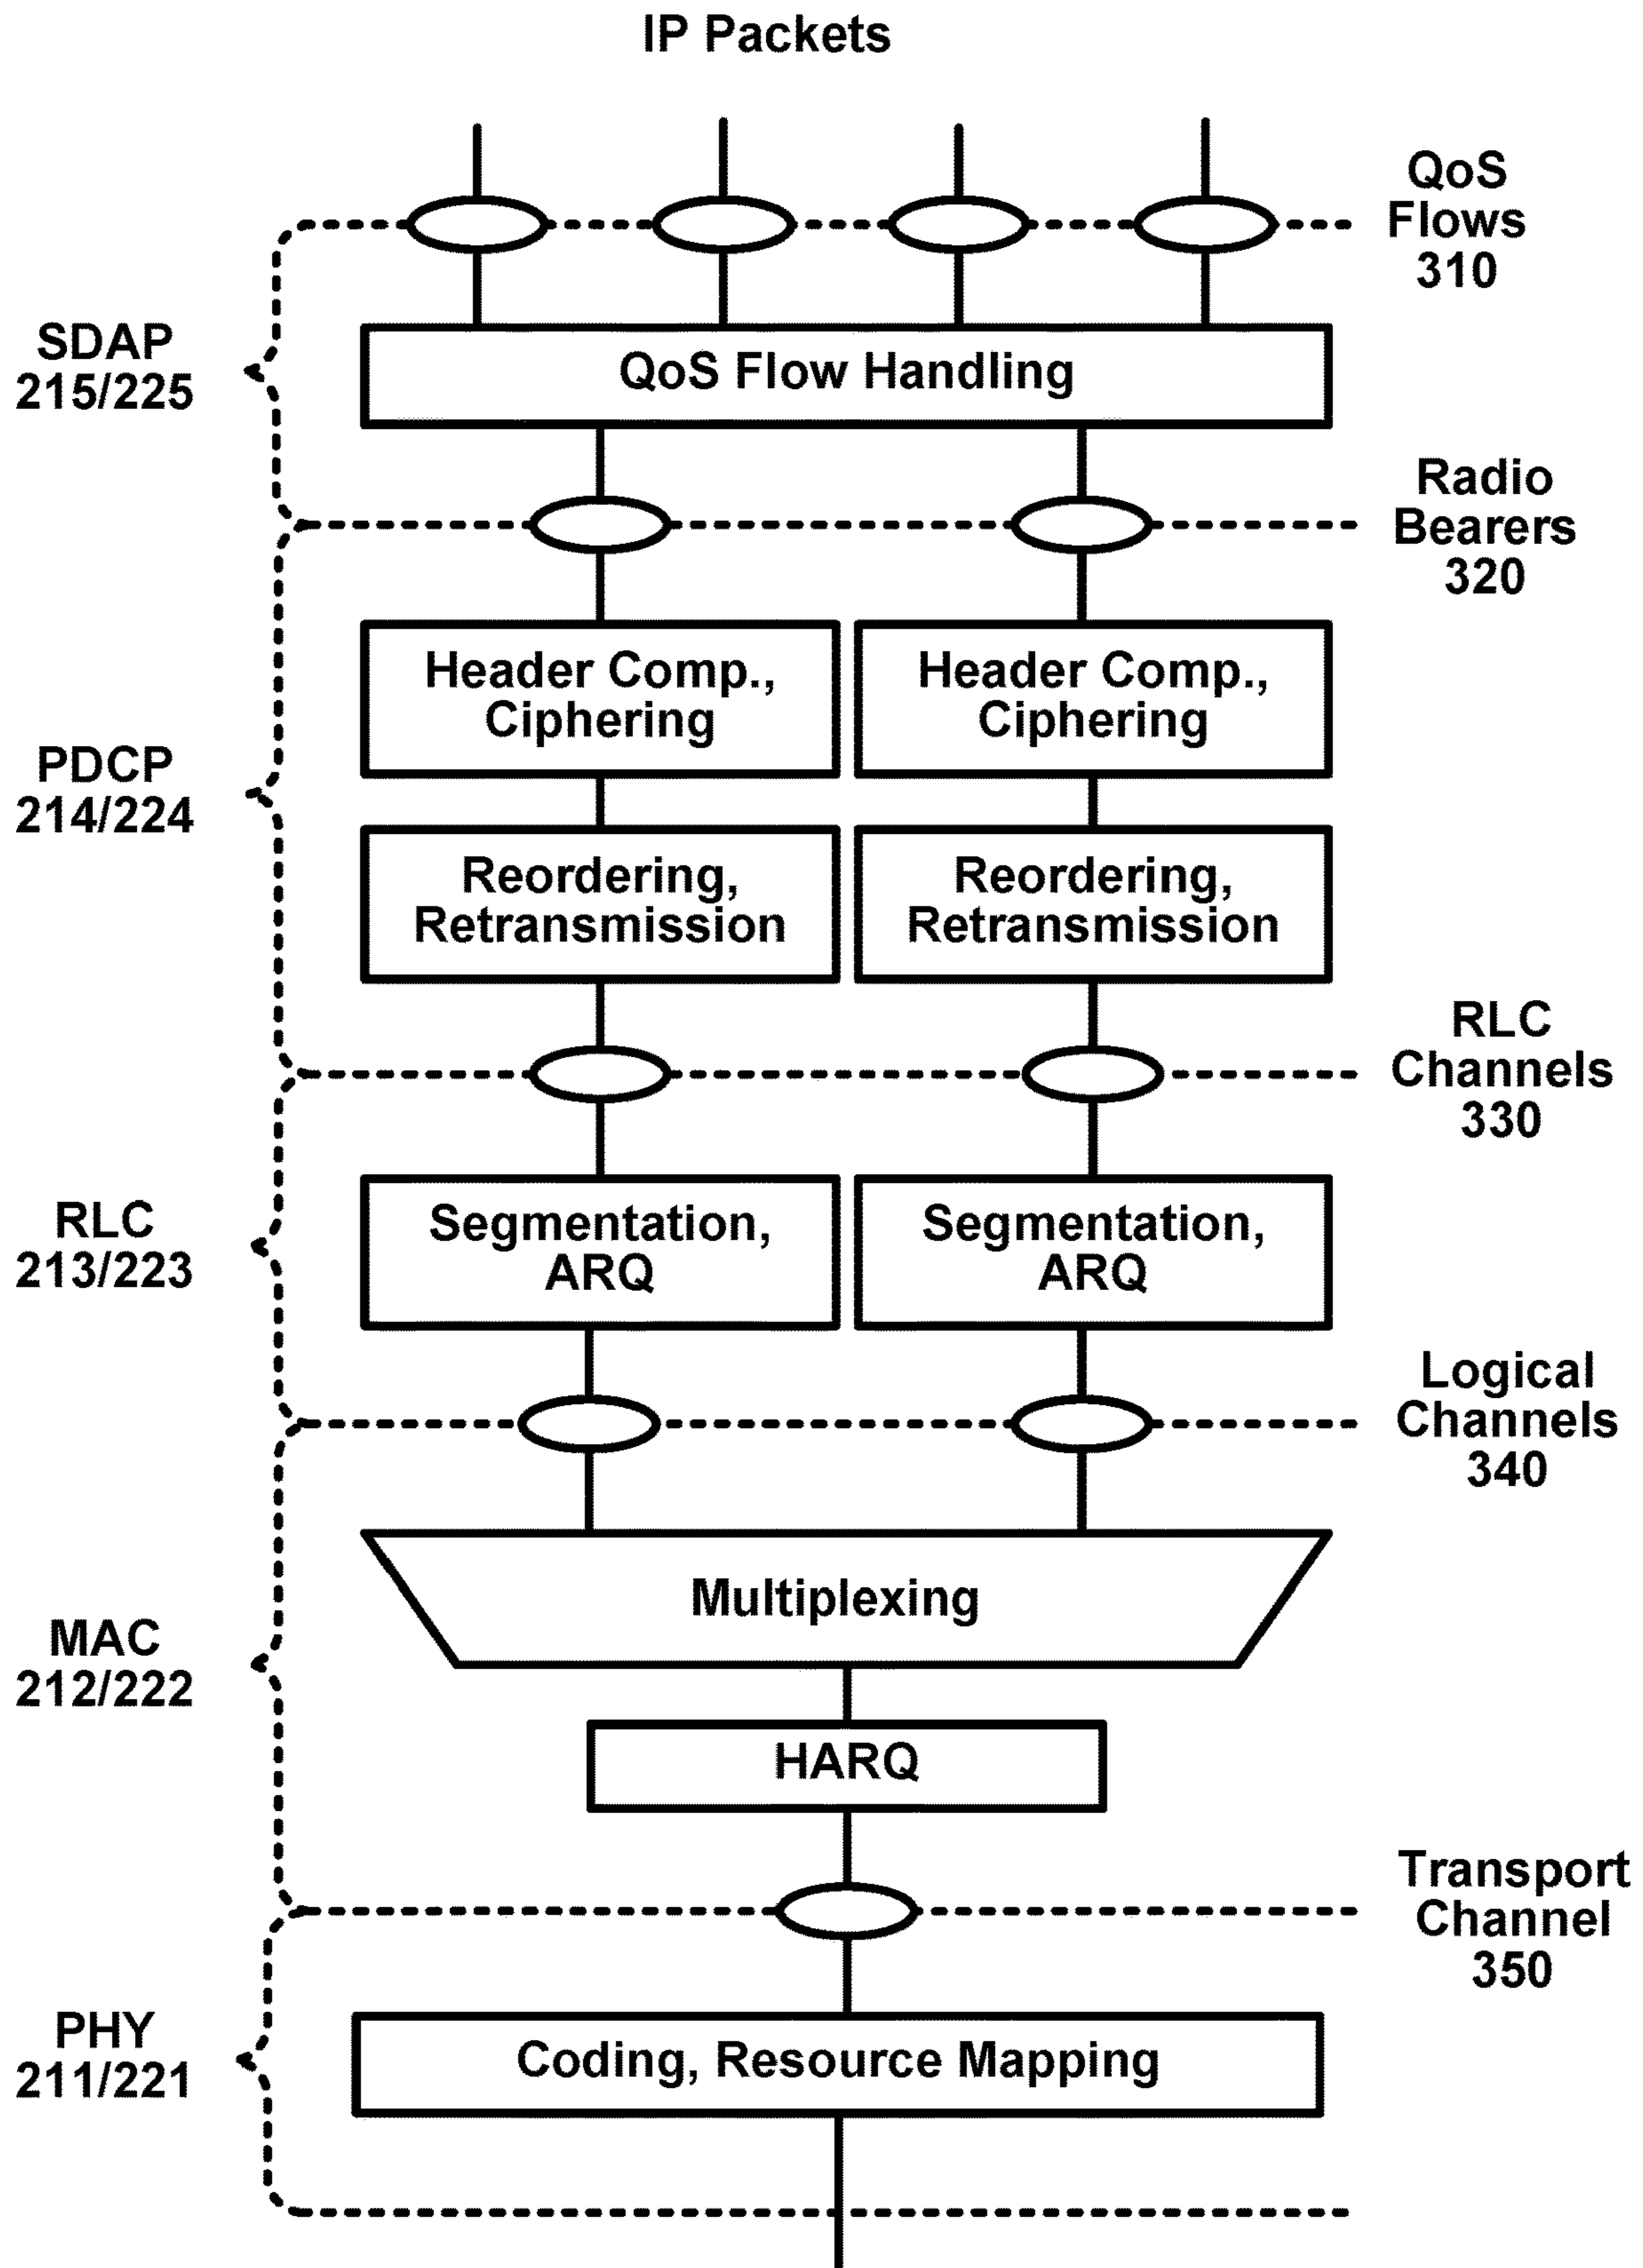 IP Packets
QoS
Flows
310
SDAP
215/225
QoS Flow Handling
Radio
Bearers
320
Header Comp.,
Ciphering
Header Comp.,
Ciphering
PDCP
214/224
Reordering,
Retransmission
Reordering,
Retransmission
RLC
Channels
330
RLC
213/223
Segmentation,
ARQ
Segmentation,
ARQ
Logical
Channels
340
Multiplexing
MAC
212/222
HARQ
Transport
Channel
350
PHY
211/221
Coding, Resource Mapping